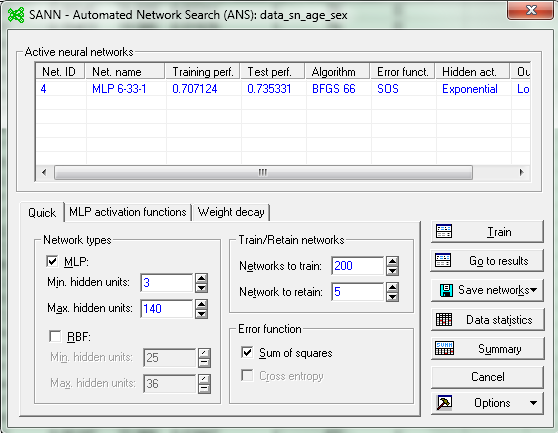 SANN - Automated Network Search (ANS): data_sn_age_sex
Active neural networks
Net. ID Net. name Training perf. Test perf. Algorithm Error funct. Hidden act. Ou
4 MLP 6-33-1 0.707124 0.735331 BFGS 66 SOS Exponential Lo
Quick MLP activation functions Weight decay
Network types
MLP:
Min. hidden units: 3
Max. hidden units: 140
RBF:
Min. hidden units: 25
Max. hidden units: 36
Train/Retain networks
Networks to train: 200
Network to retain: 5
Error function
Sum of squares
Cross entropy
Train
Go to results
Save networks
Data statistics
Summary
Cancel
Options